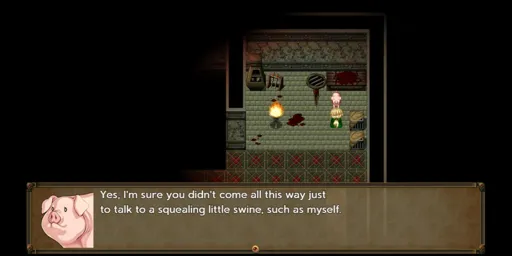 Yes, I'm sure you didn't come all this way just
to talk to a squealing little swine, such as myself.